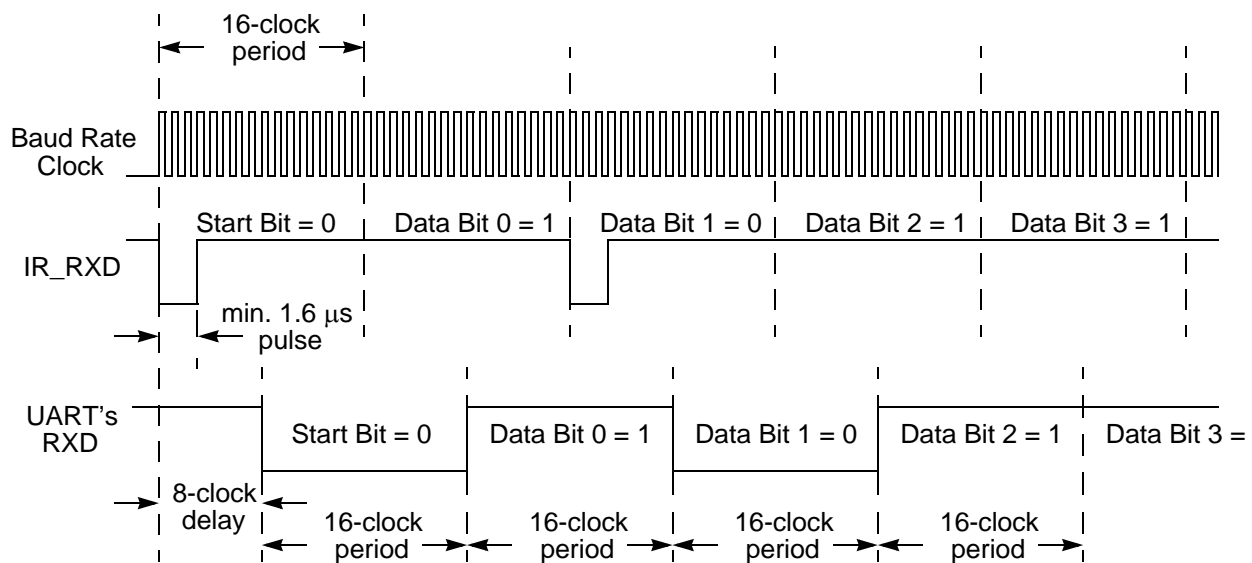 16-clock
period
Baud Rate
Clock
Start Bit = 0
Data Bit 0 = 1
Data Bit 1 = 0
Data Bit 2 = 1
Data Bit 3 = 1
IR_RXD
min. 1.6 μs
pulse
UART's
RXD
Start Bit = 0
Data Bit 0 = 1
Data Bit 1 = 0
Data Bit 2 = 1
Data Bit 3 =
8-clock
delay
16-clock
period
16-clock
period
16-clock
period
16-clock
period